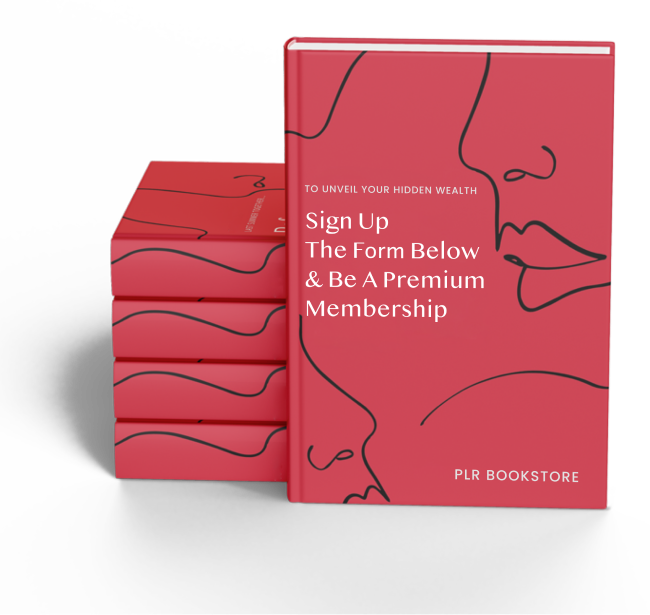 TO UNVEIL YOUR HIDDEN WEALTH
Sign Up
The Form Below
& Be A Premium
Membership
PLR BOOKSTORE